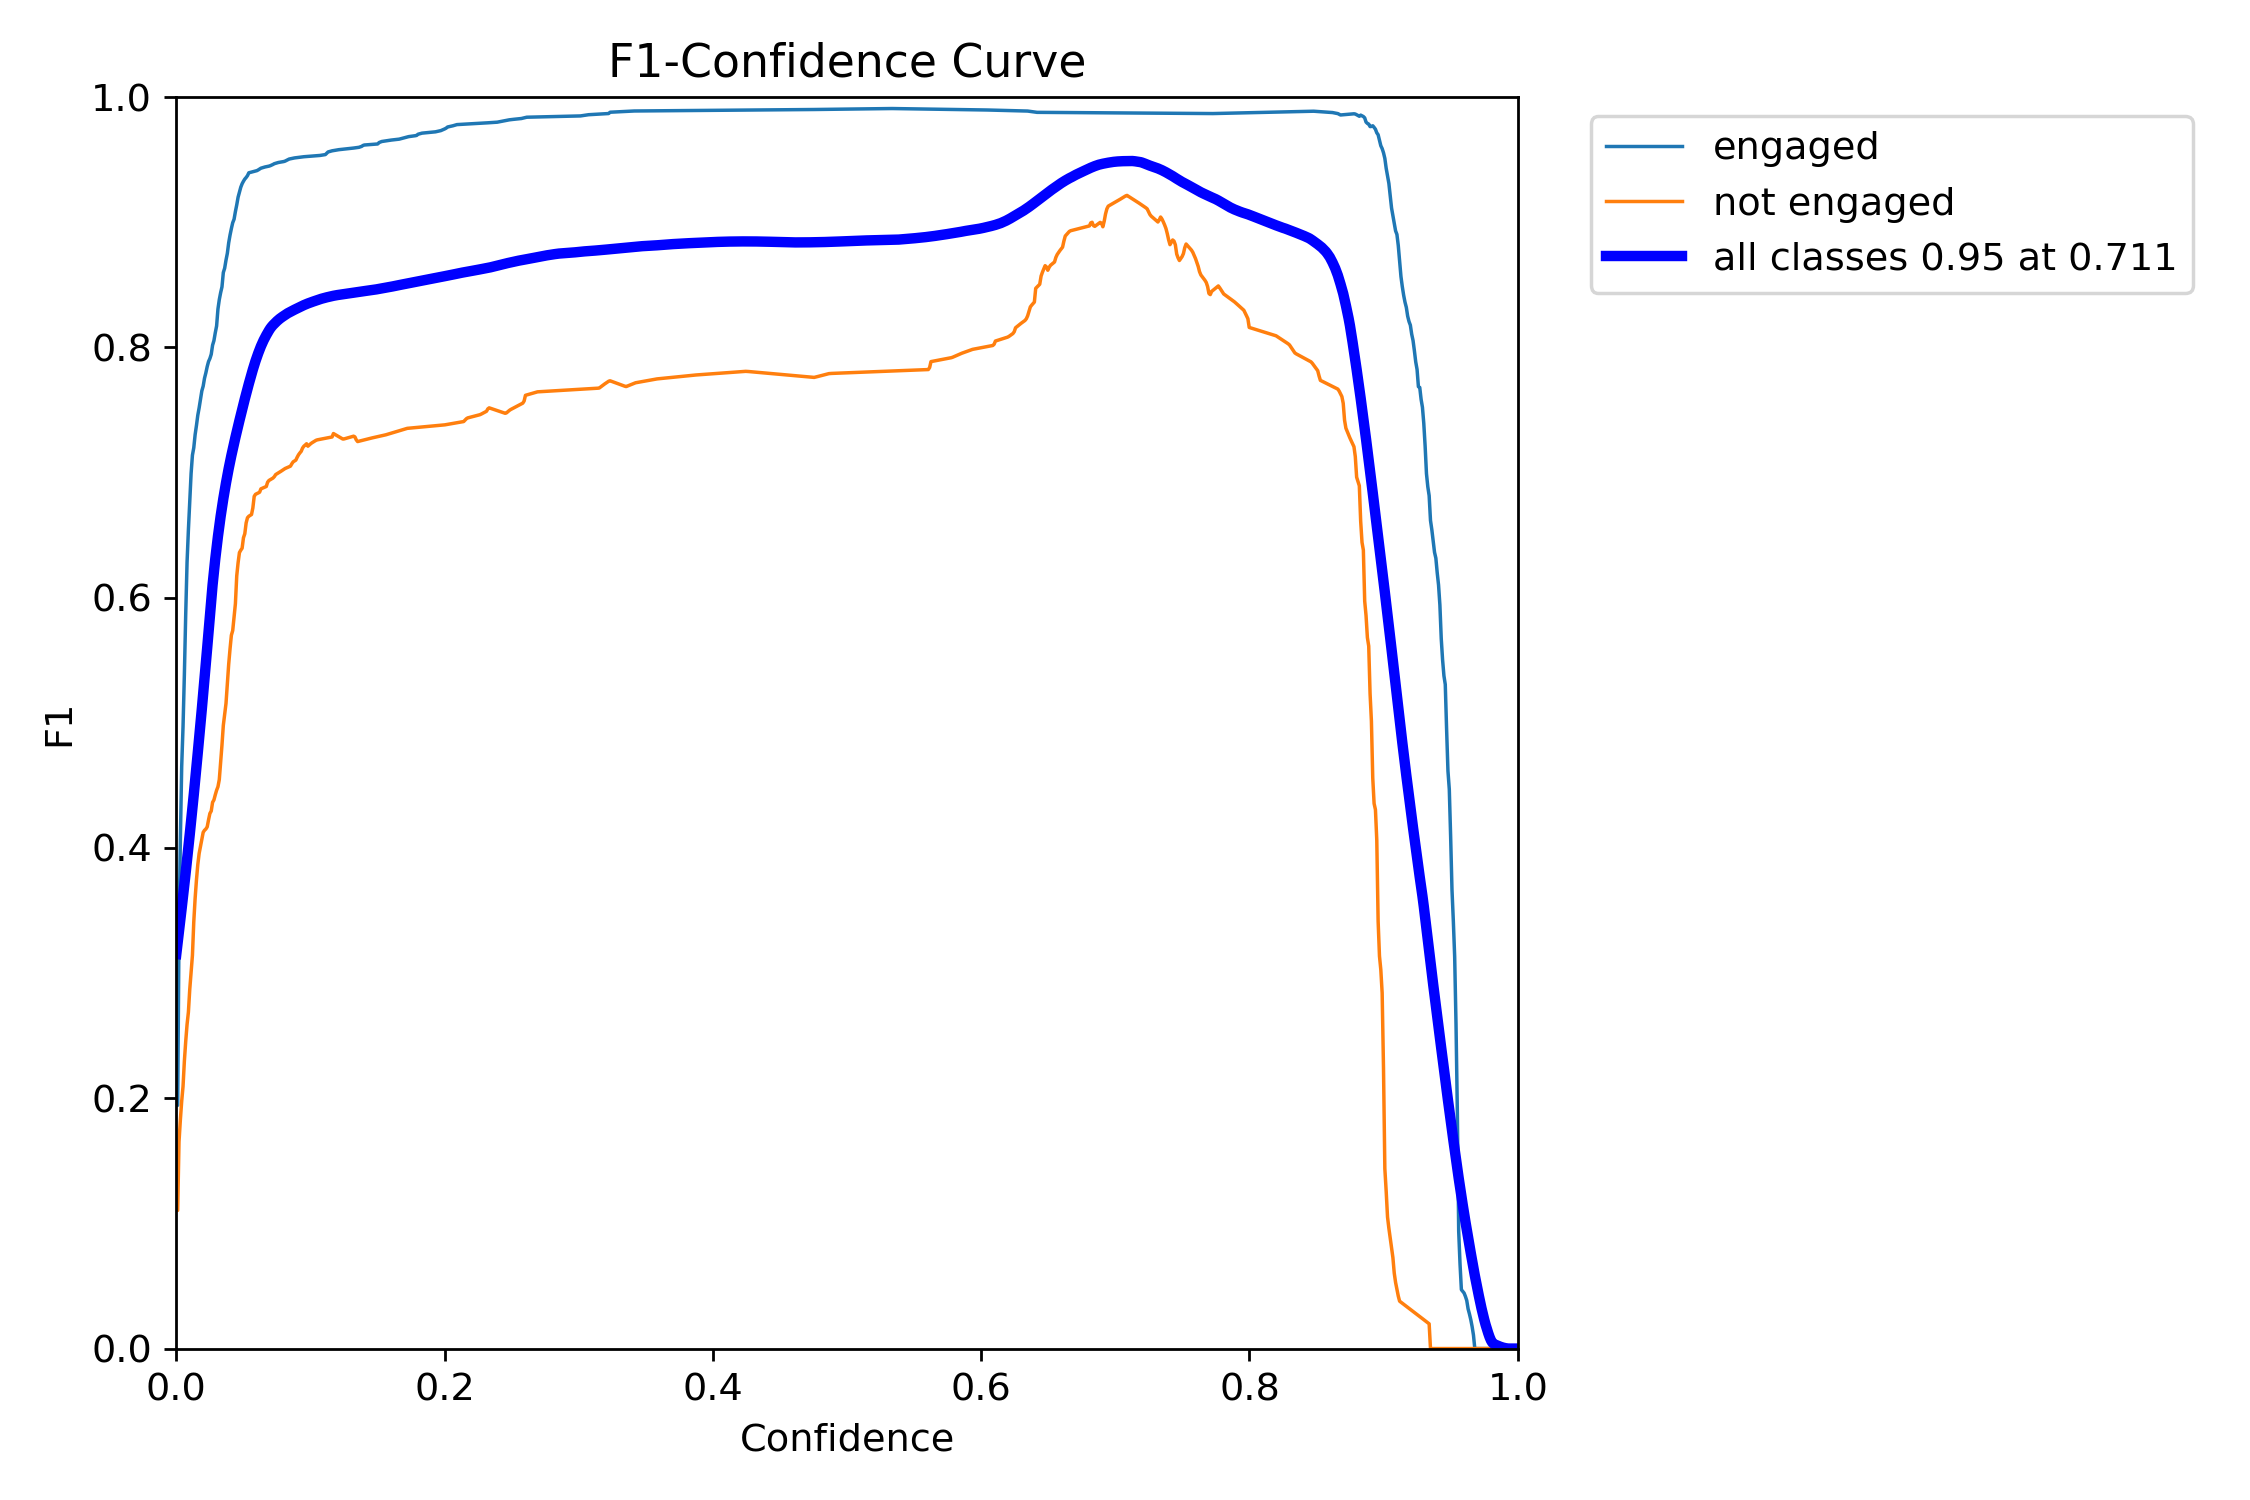 F1-Confidence Curve
1.0
0.8
0.6
0.4
0.2
0.0
F1
0.0 0.2 0.4 0.6 0.8 1.0
Confidence
engaged
not engaged
all classes 0.95 at 0.711